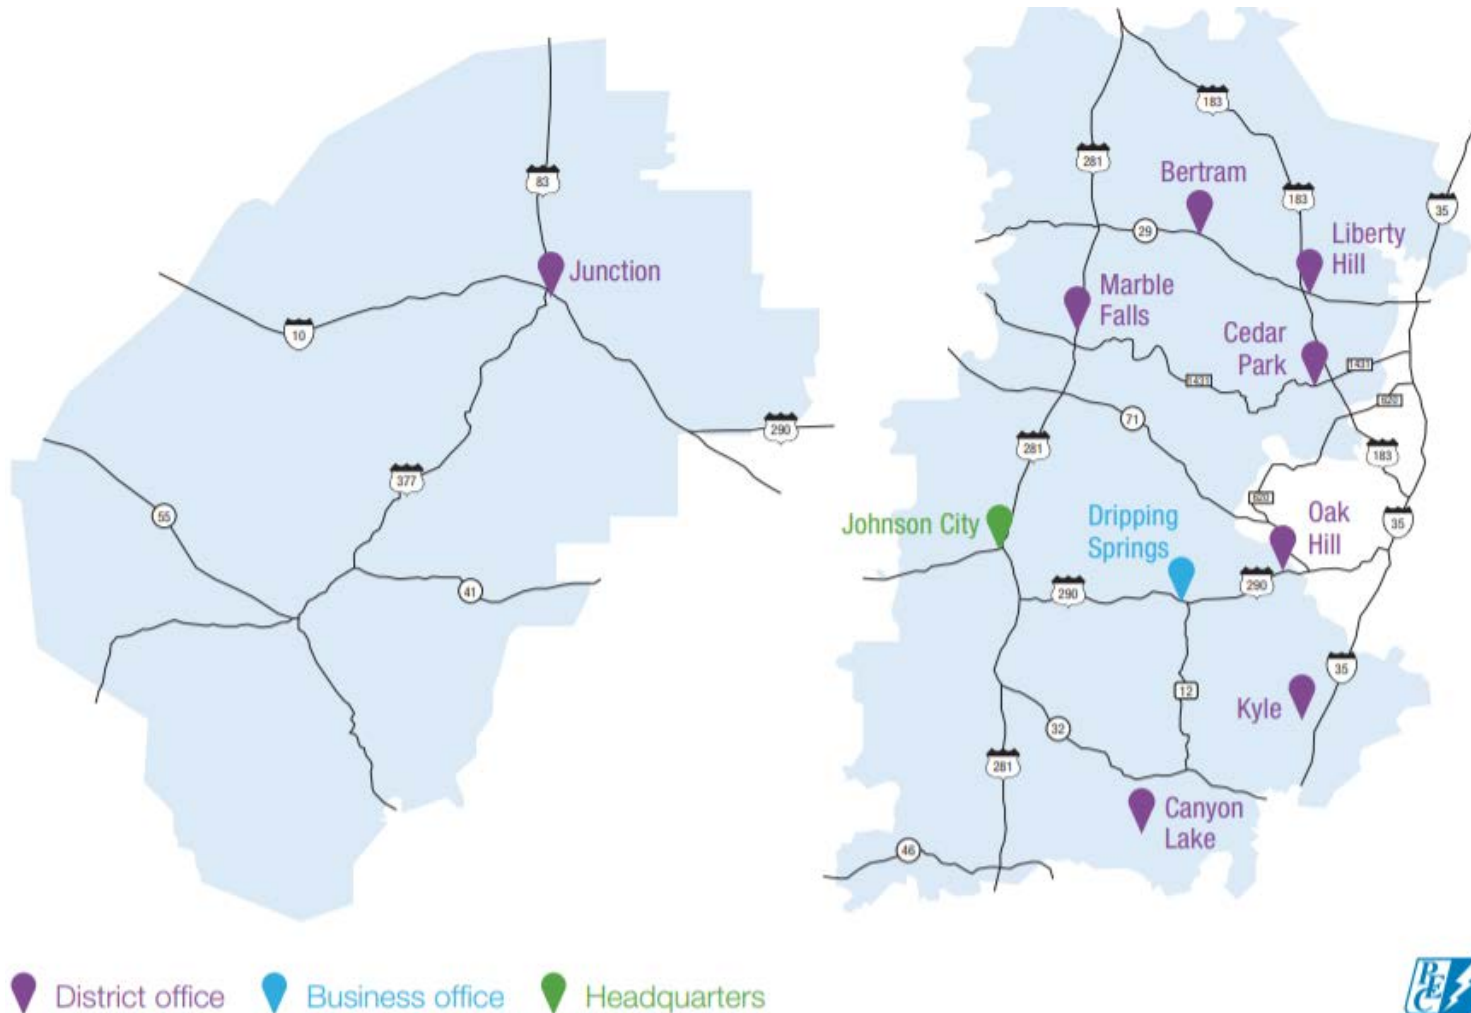 83
Junction
10
290
377
55
41
183
281
Bertram
183
35
29
Liberty
Hill
Marble
Falls
Cedar
Park
1431
1431
620
71
281
183
620
Oak
Hill
35
Johnson City
Dripping
Springs
290
290
35
12
Kyle
32
281
Canyon
Lake
46
District office
Business office
Headquarters
PEC